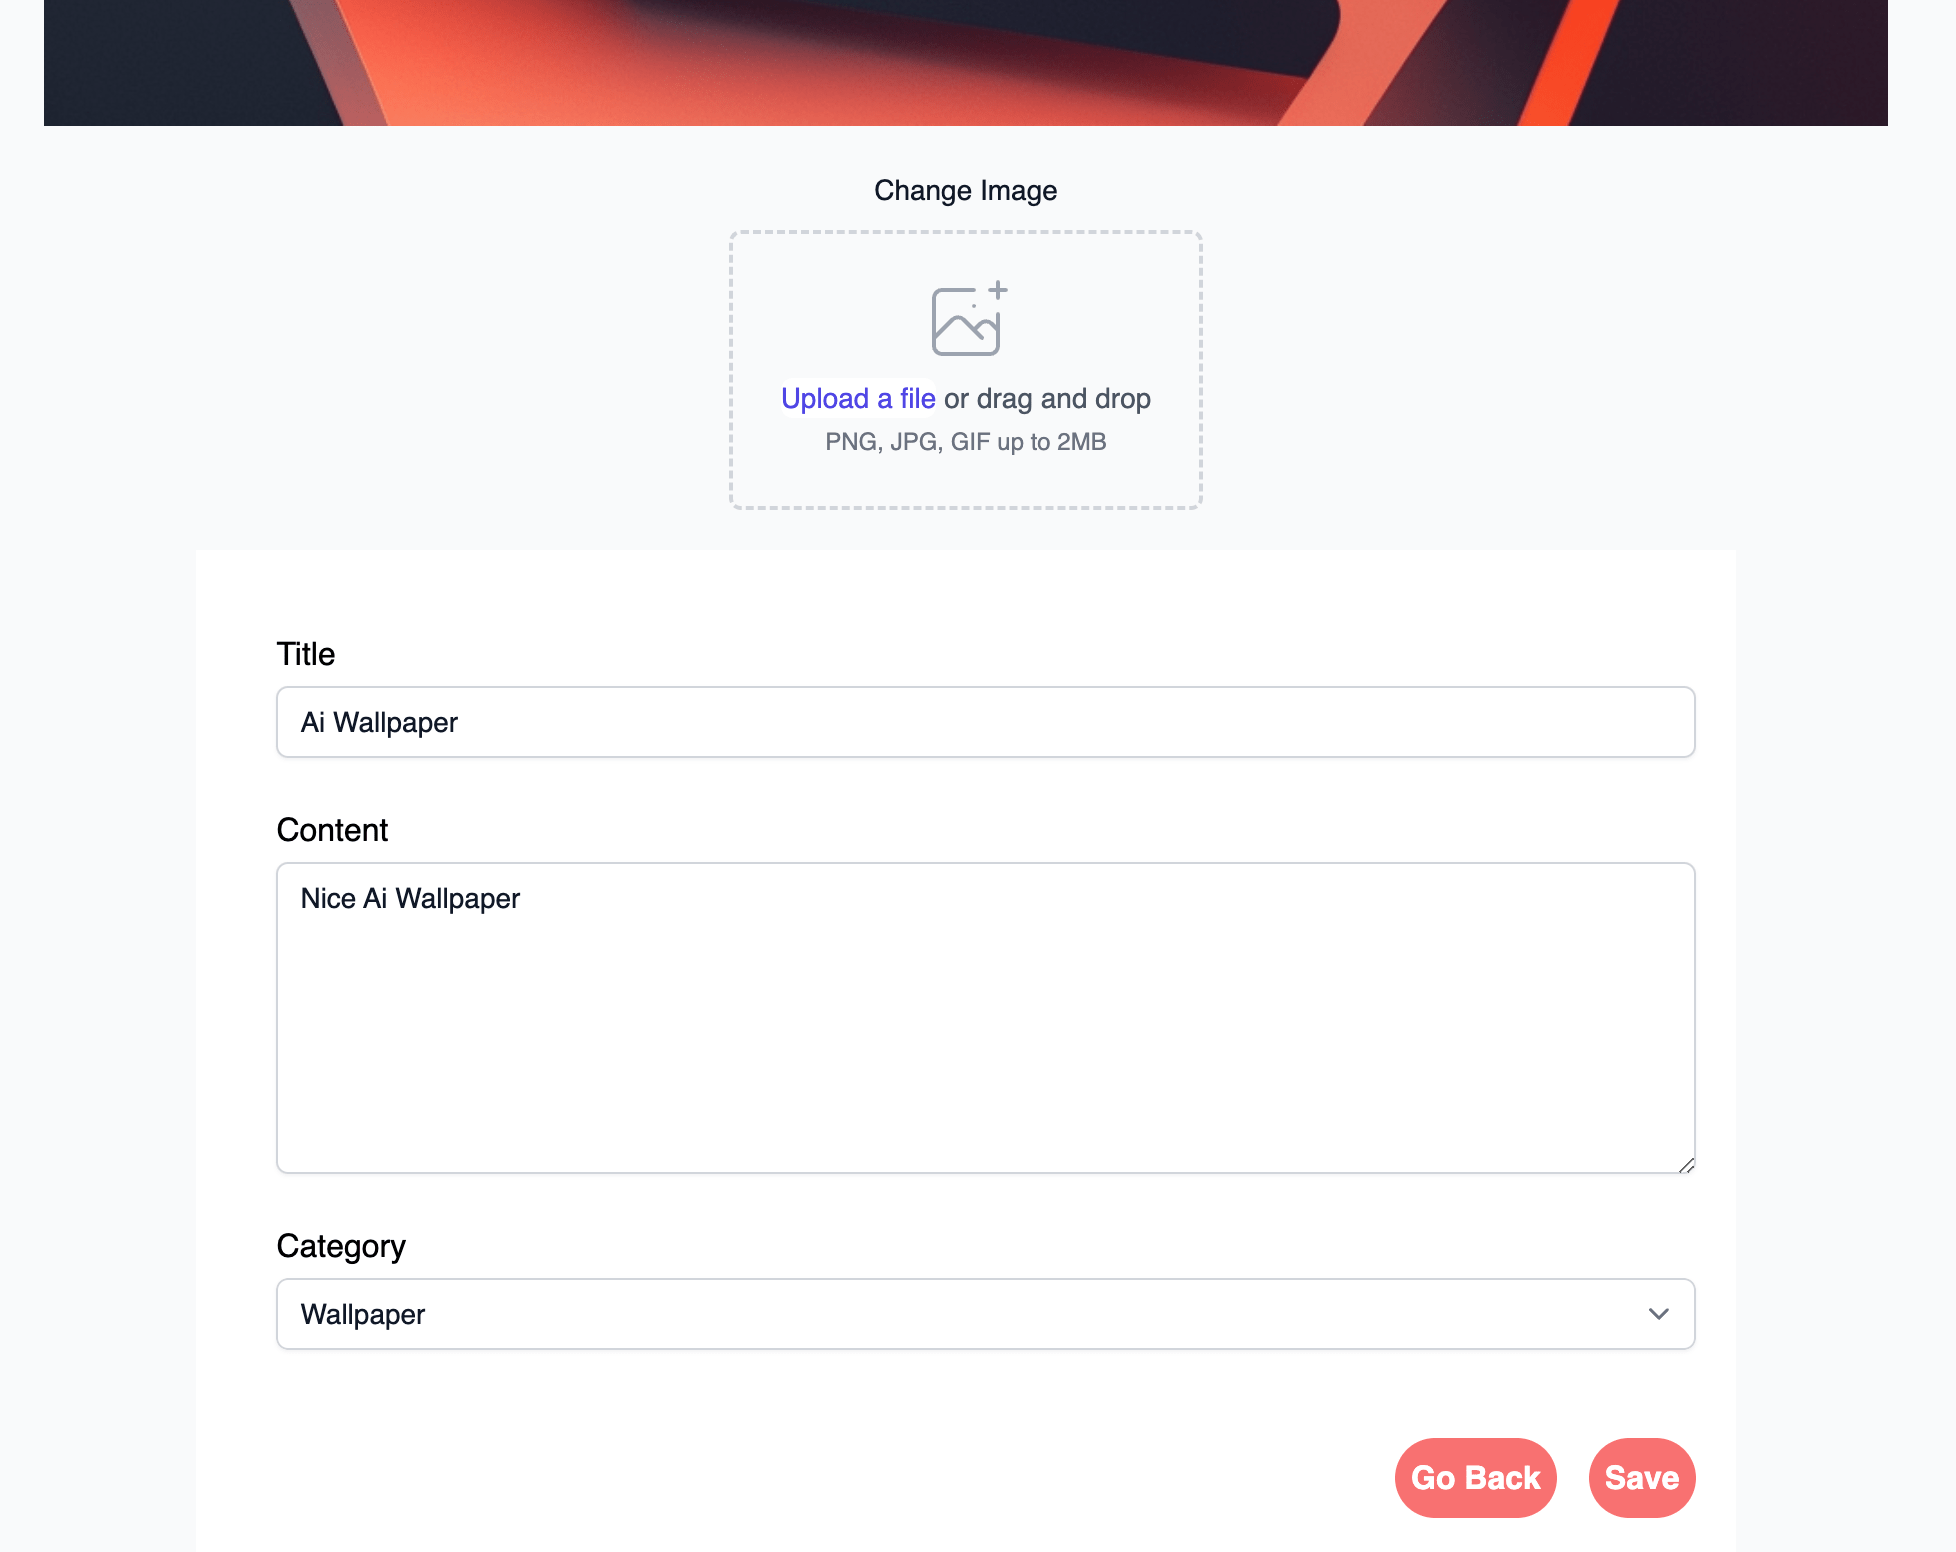 Change Image
Upload a file or drag and drop
PNG, JPG, GIF up to 2MB
Title
Ai Wallpaper
Content
Nice Ai Wallpaper
Category
Wallpaper
Go Back Save